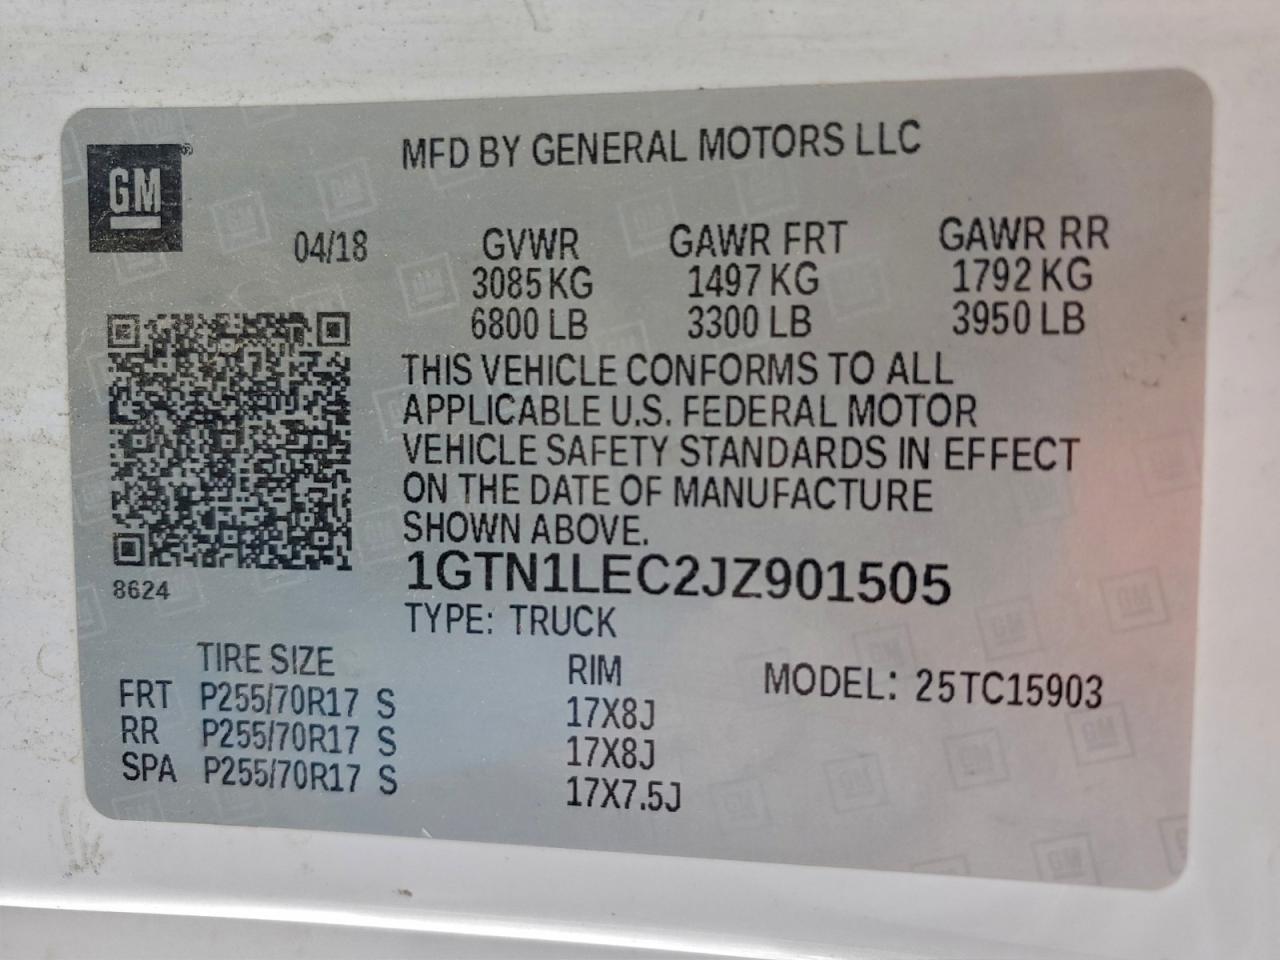 GM®
MFD BY GENERAL MOTORS LLC
04/18 GVWR GAWR FRT GAWR RR
3085 KG 1497 KG 1792 KG
6800 LB 3300 LB 3950 LB
THIS VEHICLE CONFORMS TO ALL
APPLICABLE U.S. FEDERAL MOTOR
VEHICLE SAFETY STANDARDS IN EFFECT
ON THE DATE OF MANUFACTURE
SHOWN ABOVE.
8624
1GTN1LEC2JZ901505
TYPE: TRUCK
TIRE SIZE RIM MODEL: 25TC15903
FRT P255/70R17 S 17X8J
RR P255/70R17 S 17X8J
SPA P255/70R17 S 17X7.5J